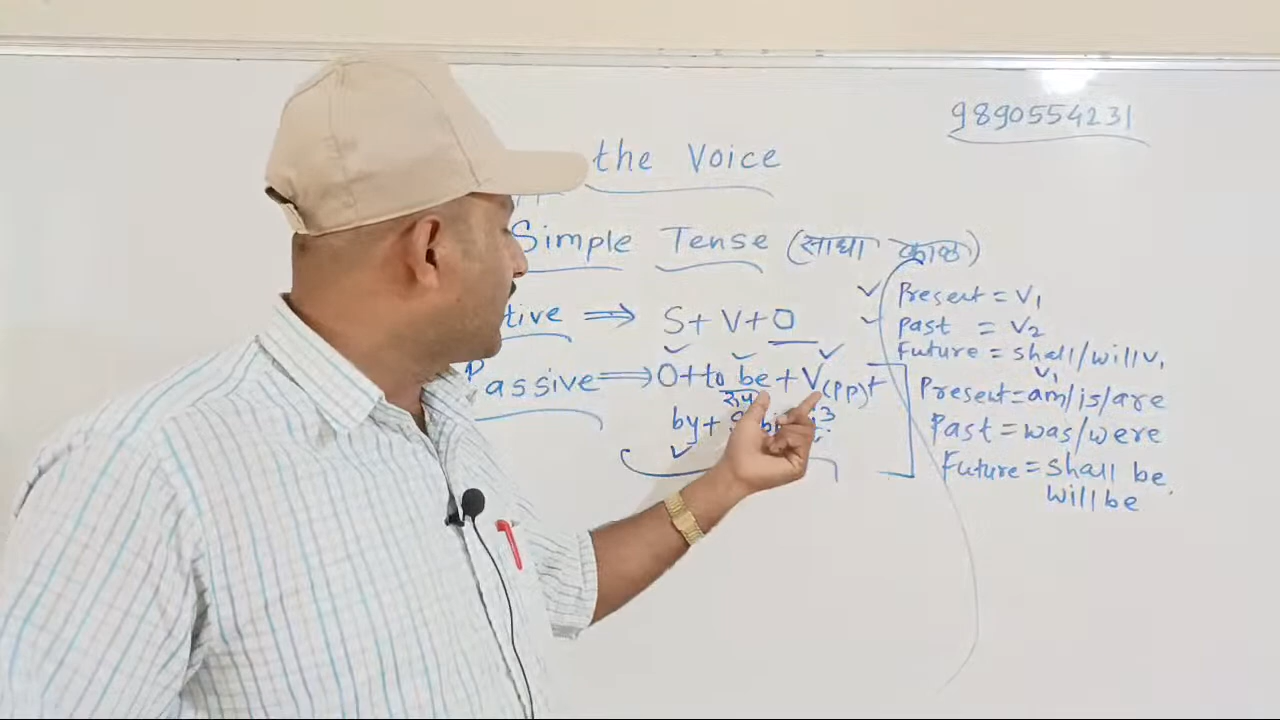 9890554231
the Voice
Simple Tense (साधा काळ)
tive ⇒ S+ V+ O
Passive ⇒ O+ to be + V(pp)+
रूप
by+
Present = V1
Past = V2
Future = shall/will V1
V1
Present = am/is/are
Past = was/were
Future = shall be
will be